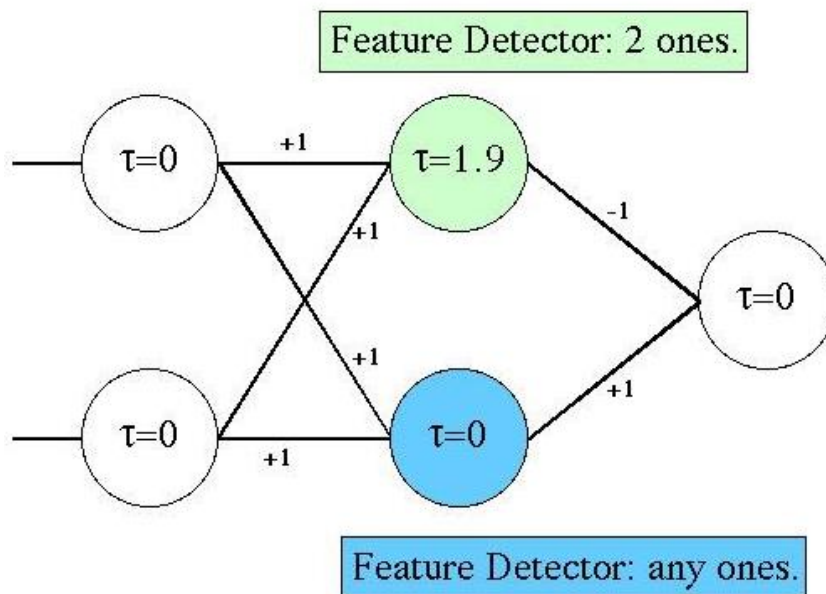 Feature Detector: 2 ones.
τ=0
+1
τ=1.9
+1
-1
τ=0
+1
+1
τ=0
+1
τ=0
Feature Detector: any ones.